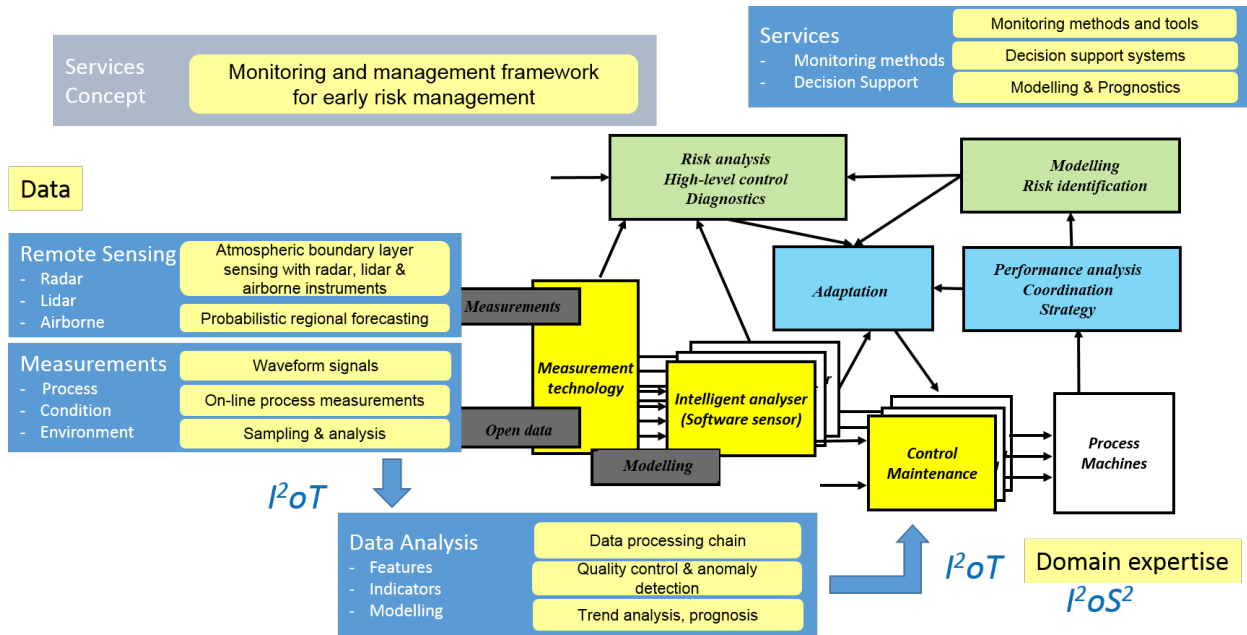 Services
Concept
Monitoring and management framework
for early risk management
Services
- Monitoring methods
- Decision Support
Monitoring methods and tools
Decision support systems
Modelling & Prognostics
Data
Risk analysis
High-level control
Diagnostics
Modelling
Risk identification
Remote Sensing
- Radar
- Lidar
- Airborne
Atmospheric boundary layer
sensing with radar, lidar &
airborne instruments
Probabilistic regional forecasting
Measurements
Adaptation
Performance analysis
Coordination
Strategy
Measurements
- Process
- Condition
- Environment
Waveform signals
On-line process measurements
Sampling & analysis
Measurement
technology
Open data
Intelligent analyser
(Software sensor)
Modelling
Control
Maintenance
Process
Machines
I²oT
Data Analysis
- Features
- Indicators
- Modelling
Data processing chain
Quality control & anomaly
detection
Trend analysis, prognosis
I²oT
Domain expertise
I²oS²